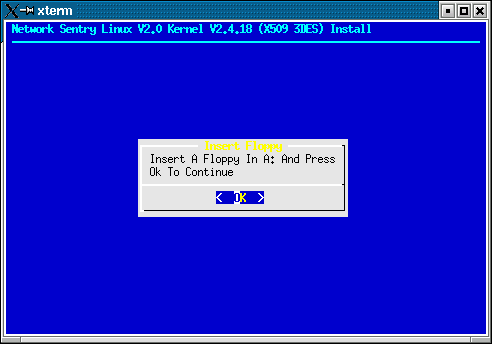 xterm
Network Sentry Linux V2.0 Kernel V2.4.18 (X509 3DES) Install
Insert Floppy
Insert A Floppy In A: And Press
Ok To Continue
< OK >